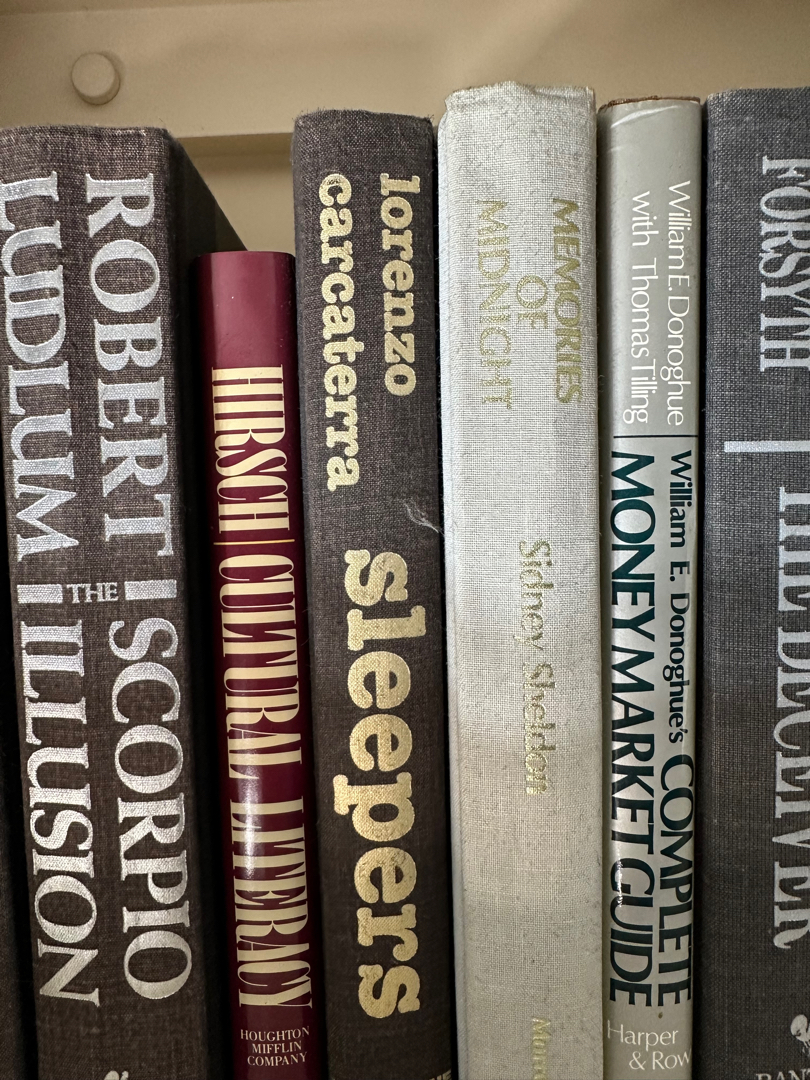 ROBERT
LUDLUM
THE
SCORPIO
ILLUSION
HIRSCH
CULTURAL LITERACY
HOUGHTON
MIFFLIN
COMPANY
lorenzo
carcaterra
sleepers
MEMORIES
OF
MIDNIGHT
Sidney Sheldon
William E. Donoghue
with Thomas Tilling
William E. Donoghue's
COMPLETE
MONEY MARKET GUIDE
Harper
& Row
FORSYTH
THE DECEIVER